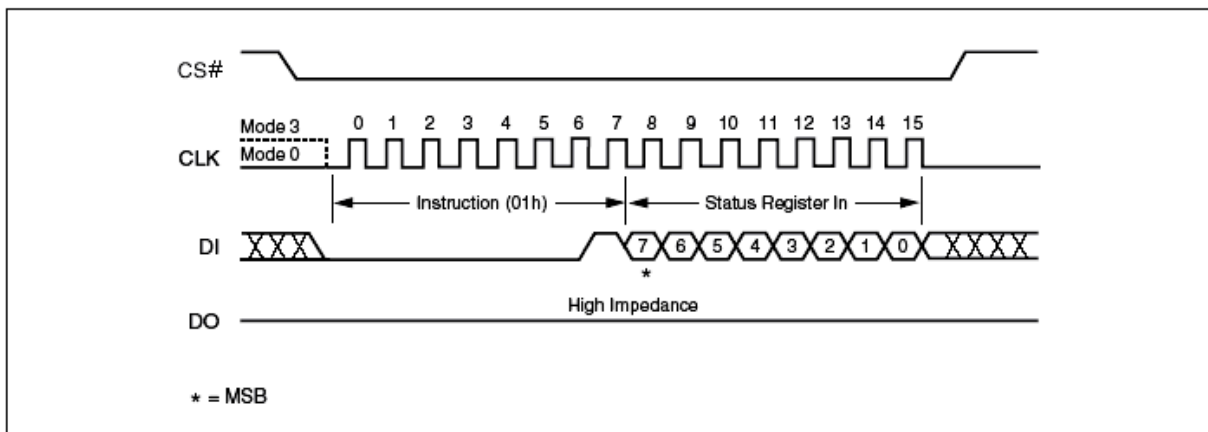 CS#
Mode 3
0 1 2 3 4 5 6 7 8 9 10 11 12 13 14 15
CLK
Mode 0
Instruction (01h)
Status Register In
DI
7 6 5 4 3 2 1 0
*
High Impedance
DO
* = MSB